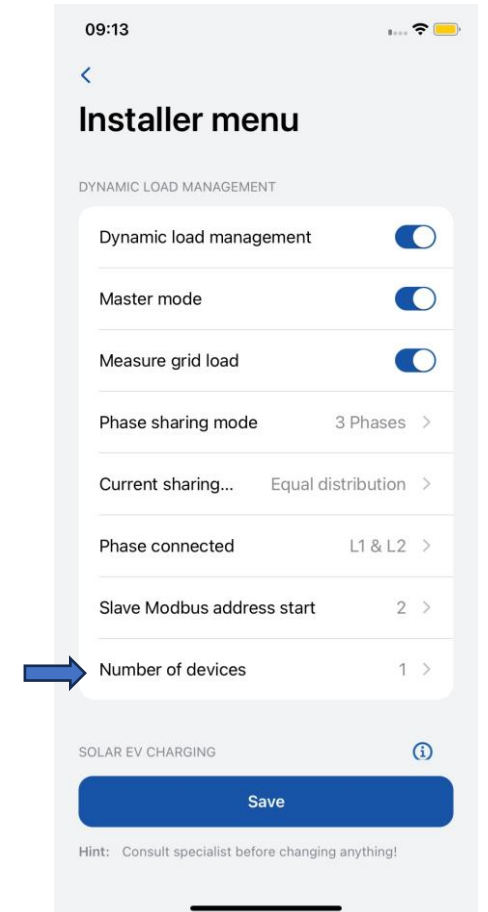 09:13
Installer menu
DYNAMIC LOAD MANAGEMENT
Dynamic load management
Master mode
Measure grid load
Phase sharing mode 3 Phases
Current sharing... Equal distribution
Phase connected L1 & L2
Slave Modbus address start 2
Number of devices 1
SOLAR EV CHARGING
Save
Hint: Consult specialist before changing anything!